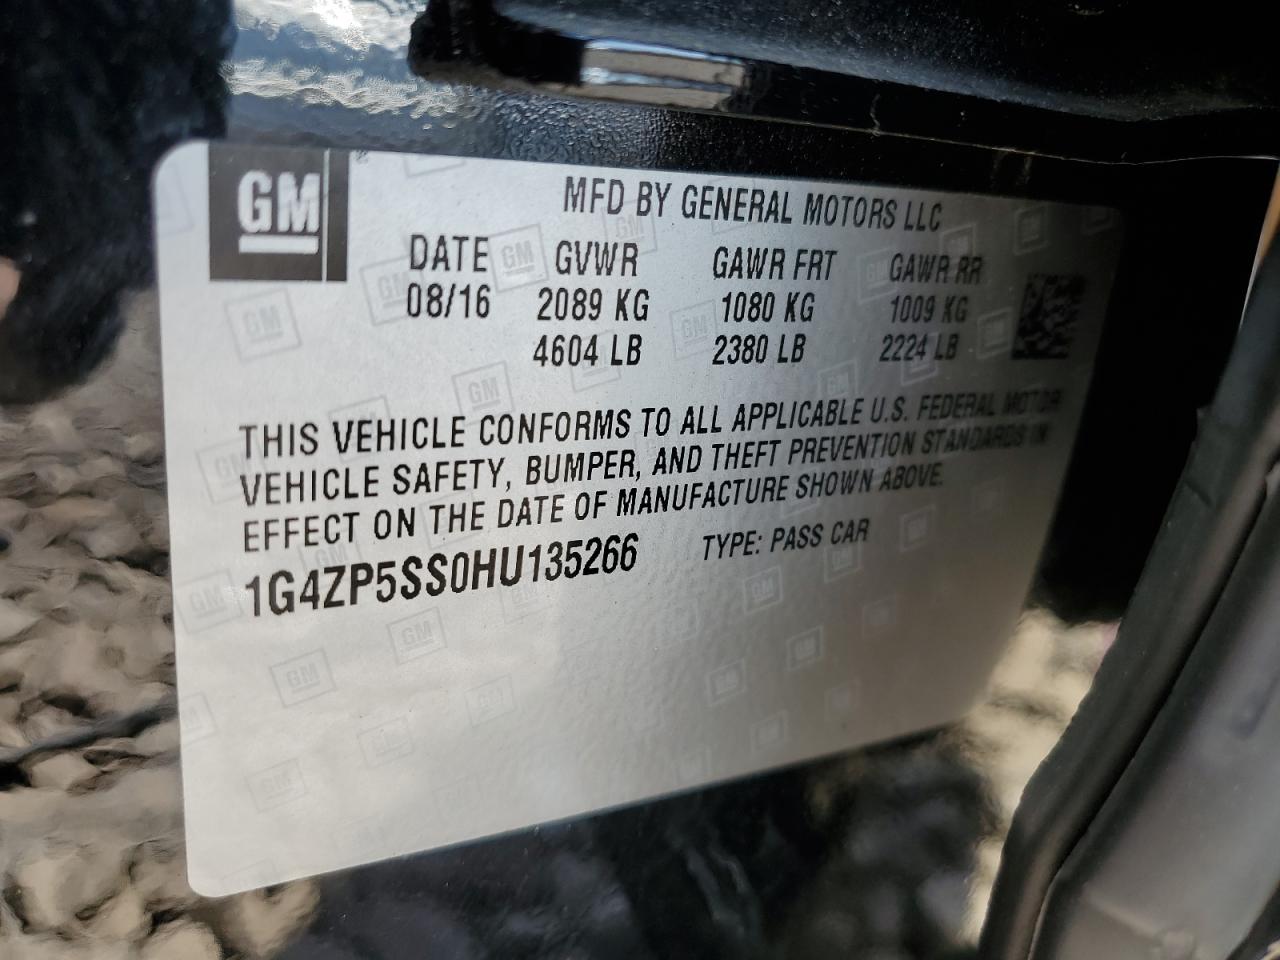 GM
MFD BY GENERAL MOTORS LLC
DATE GVWR GAWR FRT GAWR RR
08/16 2089 KG 1080 KG 1009 KG
4604 LB 2380 LB 2224 LB
THIS VEHICLE CONFORMS TO ALL APPLICABLE U.S. FEDERAL MOTOR
VEHICLE SAFETY, BUMPER, AND THEFT PREVENTION STANDARDS IN
EFFECT ON THE DATE OF MANUFACTURE SHOWN ABOVE.
1G4ZP5SS0HU135266 TYPE: PASS CAR